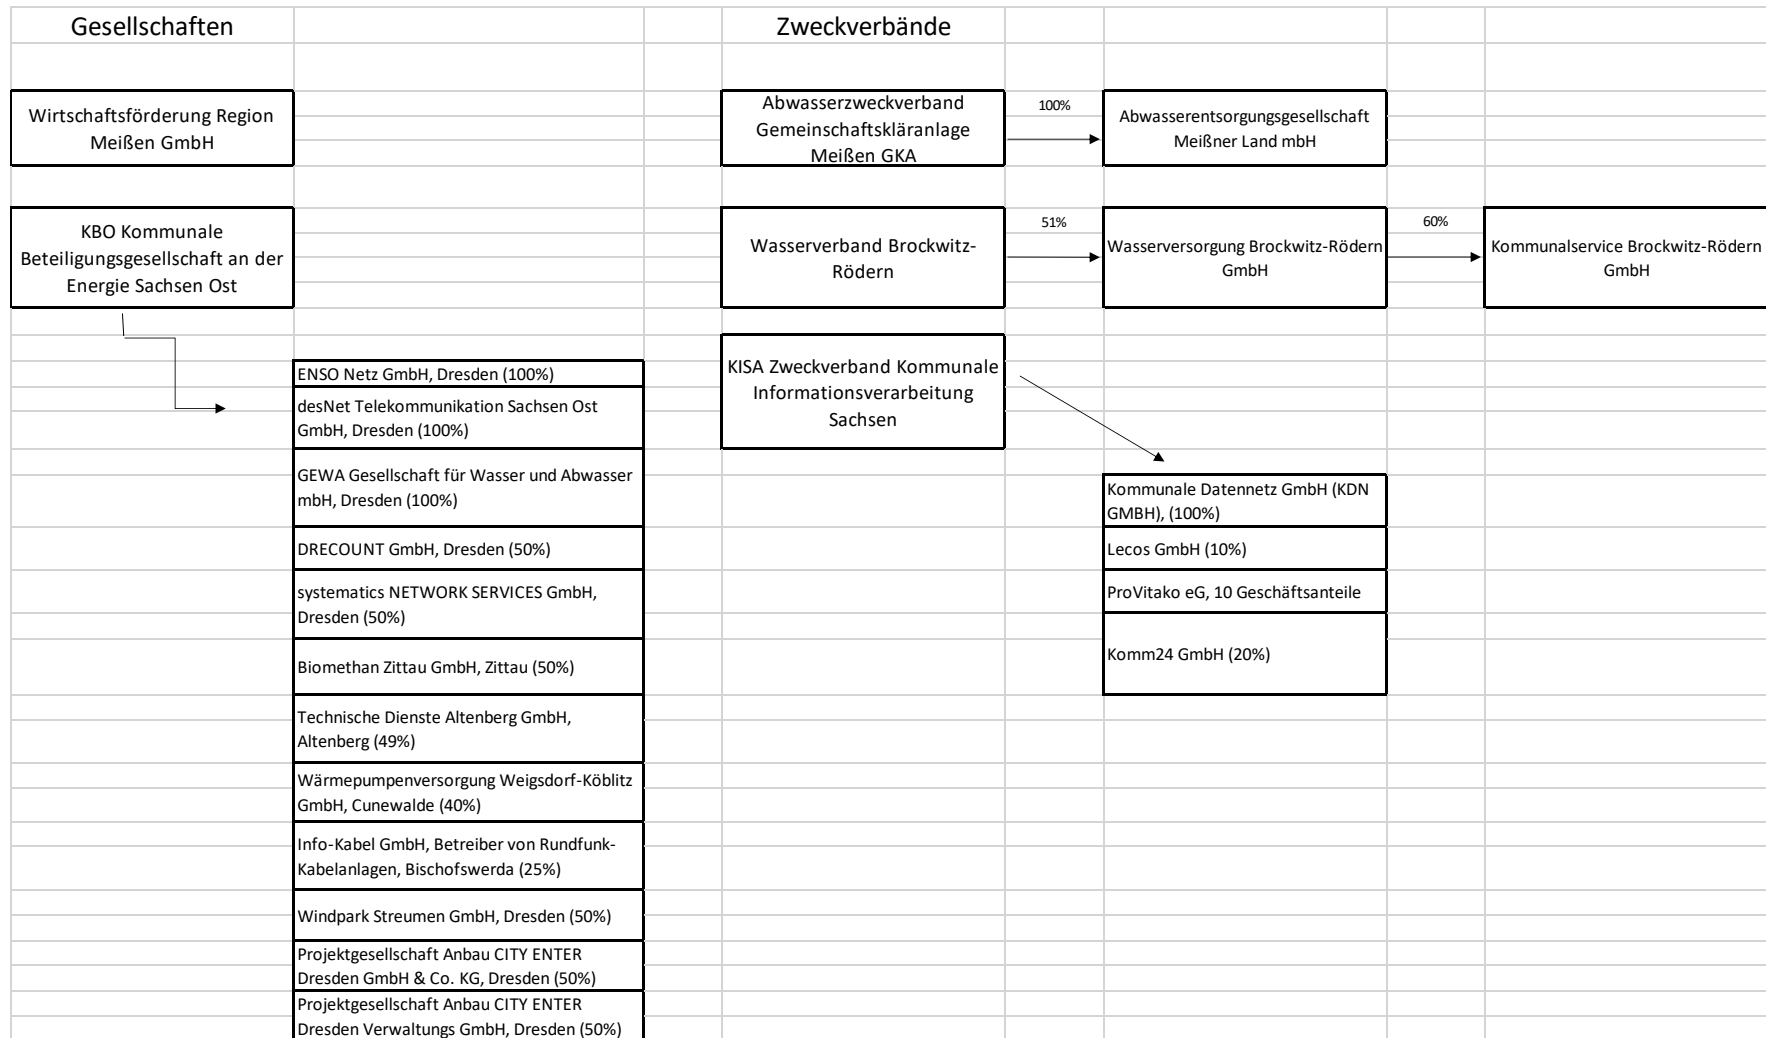 Gesellschaften
Zweckverbände
Wirtschaftsförderung Region
Meißen GmbH
Abwasserzweckverband
Gemeinschaftskläranlage
Meißen GKA
100%
Abwasserentsorgungsgesellschaft
Meißner Land mbH
KBO Kommunale
Beteiligungsgesellschaft an der
Energie Sachsen Ost
Wasserverband Brockwitz-
Rödern
51%
Wasserversorgung Brockwitz-Rödern
GmbH
60%
Kommunalservice Brockwitz-Rödern
GmbH
KISA Zweckverband Kommunale
Informationsverarbeitung
Sachsen
ENSO Netz GmbH, Dresden (100%)
desNet Telekommunikation Sachsen Ost
GmbH, Dresden (100%)
GEWA Gesellschaft für Wasser und Abwasser
mbH, Dresden (100%)
DRECOUNT GmbH, Dresden (50%)
systematics NETWORK SERVICES GmbH,
Dresden (50%)
Biomethan Zittau GmbH, Zittau (50%)
Technische Dienste Altenberg GmbH,
Altenberg (49%)
Wärmepumpenversorgung Weigsdorf-Köblitz
GmbH, Cunewalde (40%)
Info-Kabel GmbH, Betreiber von Rundfunk-
Kabelanlagen, Bischofswerda (25%)
Windpark Streumen GmbH, Dresden (50%)
Projektgesellschaft Anbau CITY ENTER
Dresden GmbH & Co. KG, Dresden (50%)
Projektgesellschaft Anbau CITY ENTER
Dresden Verwaltungs GmbH, Dresden (50%)
Kommunale Datennetz GmbH (KDN
GMBH), (100%)
Lecos GmbH (10%)
ProVitako eG, 10 Geschäftsanteile
Komm24 GmbH (20%)